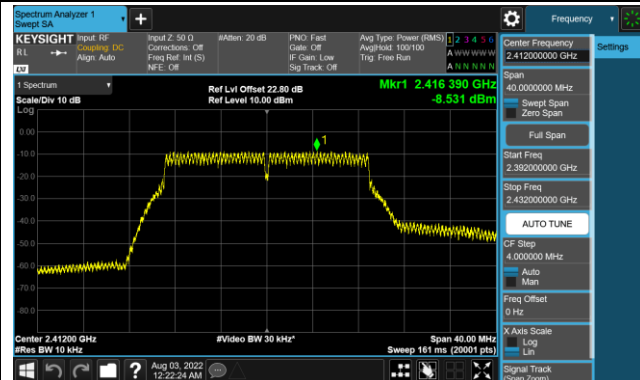 Spectrum Analyzer 1
Swept SA
+
Frequency
KEYSIGHT
RL
LXI
Input: RF
Coupling: DC
Align: Auto
Input Z: 50 Ω
Corrections: Off
Freq Ref: Int (S)
NFE: Off
#Atten: 20 dB
PNO: Fast
Gate: Off
IF Gain: Low
Sig Track: Off
Avg Type: Power (RMS)
Avg|Hold: 100/100
Trig: Free Run
1 2 3 4 5 6
A W W W W W
A N N N N N
1 Spectrum
Scale/Div 10 dB
Log
Ref Lvl Offset 22.80 dB
Ref Level 10.00 dBm
Mkr1 2.416 390 GHz
-8.531 dBm
1
0.00
-10.0
-20.0
-30.0
-40.0
-50.0
-60.0
-70.0
-80.0
Center 2.41200 GHz
#Res BW 10 kHz
#Video BW 30 kHz*
Span 40.00 MHz
Sweep 161 ms (20001 pts)
Aug 03, 2022
12:22:24 AM
?
Center Frequency
2.412000000 GHz
Settings
Span
40.0000000 MHz
Swept Span
Zero Span
Full Span
Start Freq
2.392000000 GHz
Stop Freq
2.432000000 GHz
AUTO TUNE
CF Step
4.000000 MHz
Auto
Man
Freq Offset
0 Hz
X Axis Scale
Log
Lin
Signal Track
(Span Zoom)